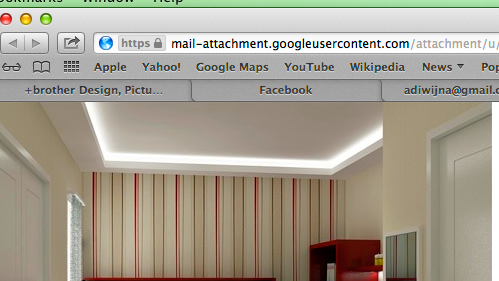 Bookmarks Window Help
https mail-attachment.googleusercontent.com/attachment/u/
Apple Yahoo! Google Maps YouTube Wikipedia News Pop
+brother Design, Pictu... Facebook adiwijna@gmail.c